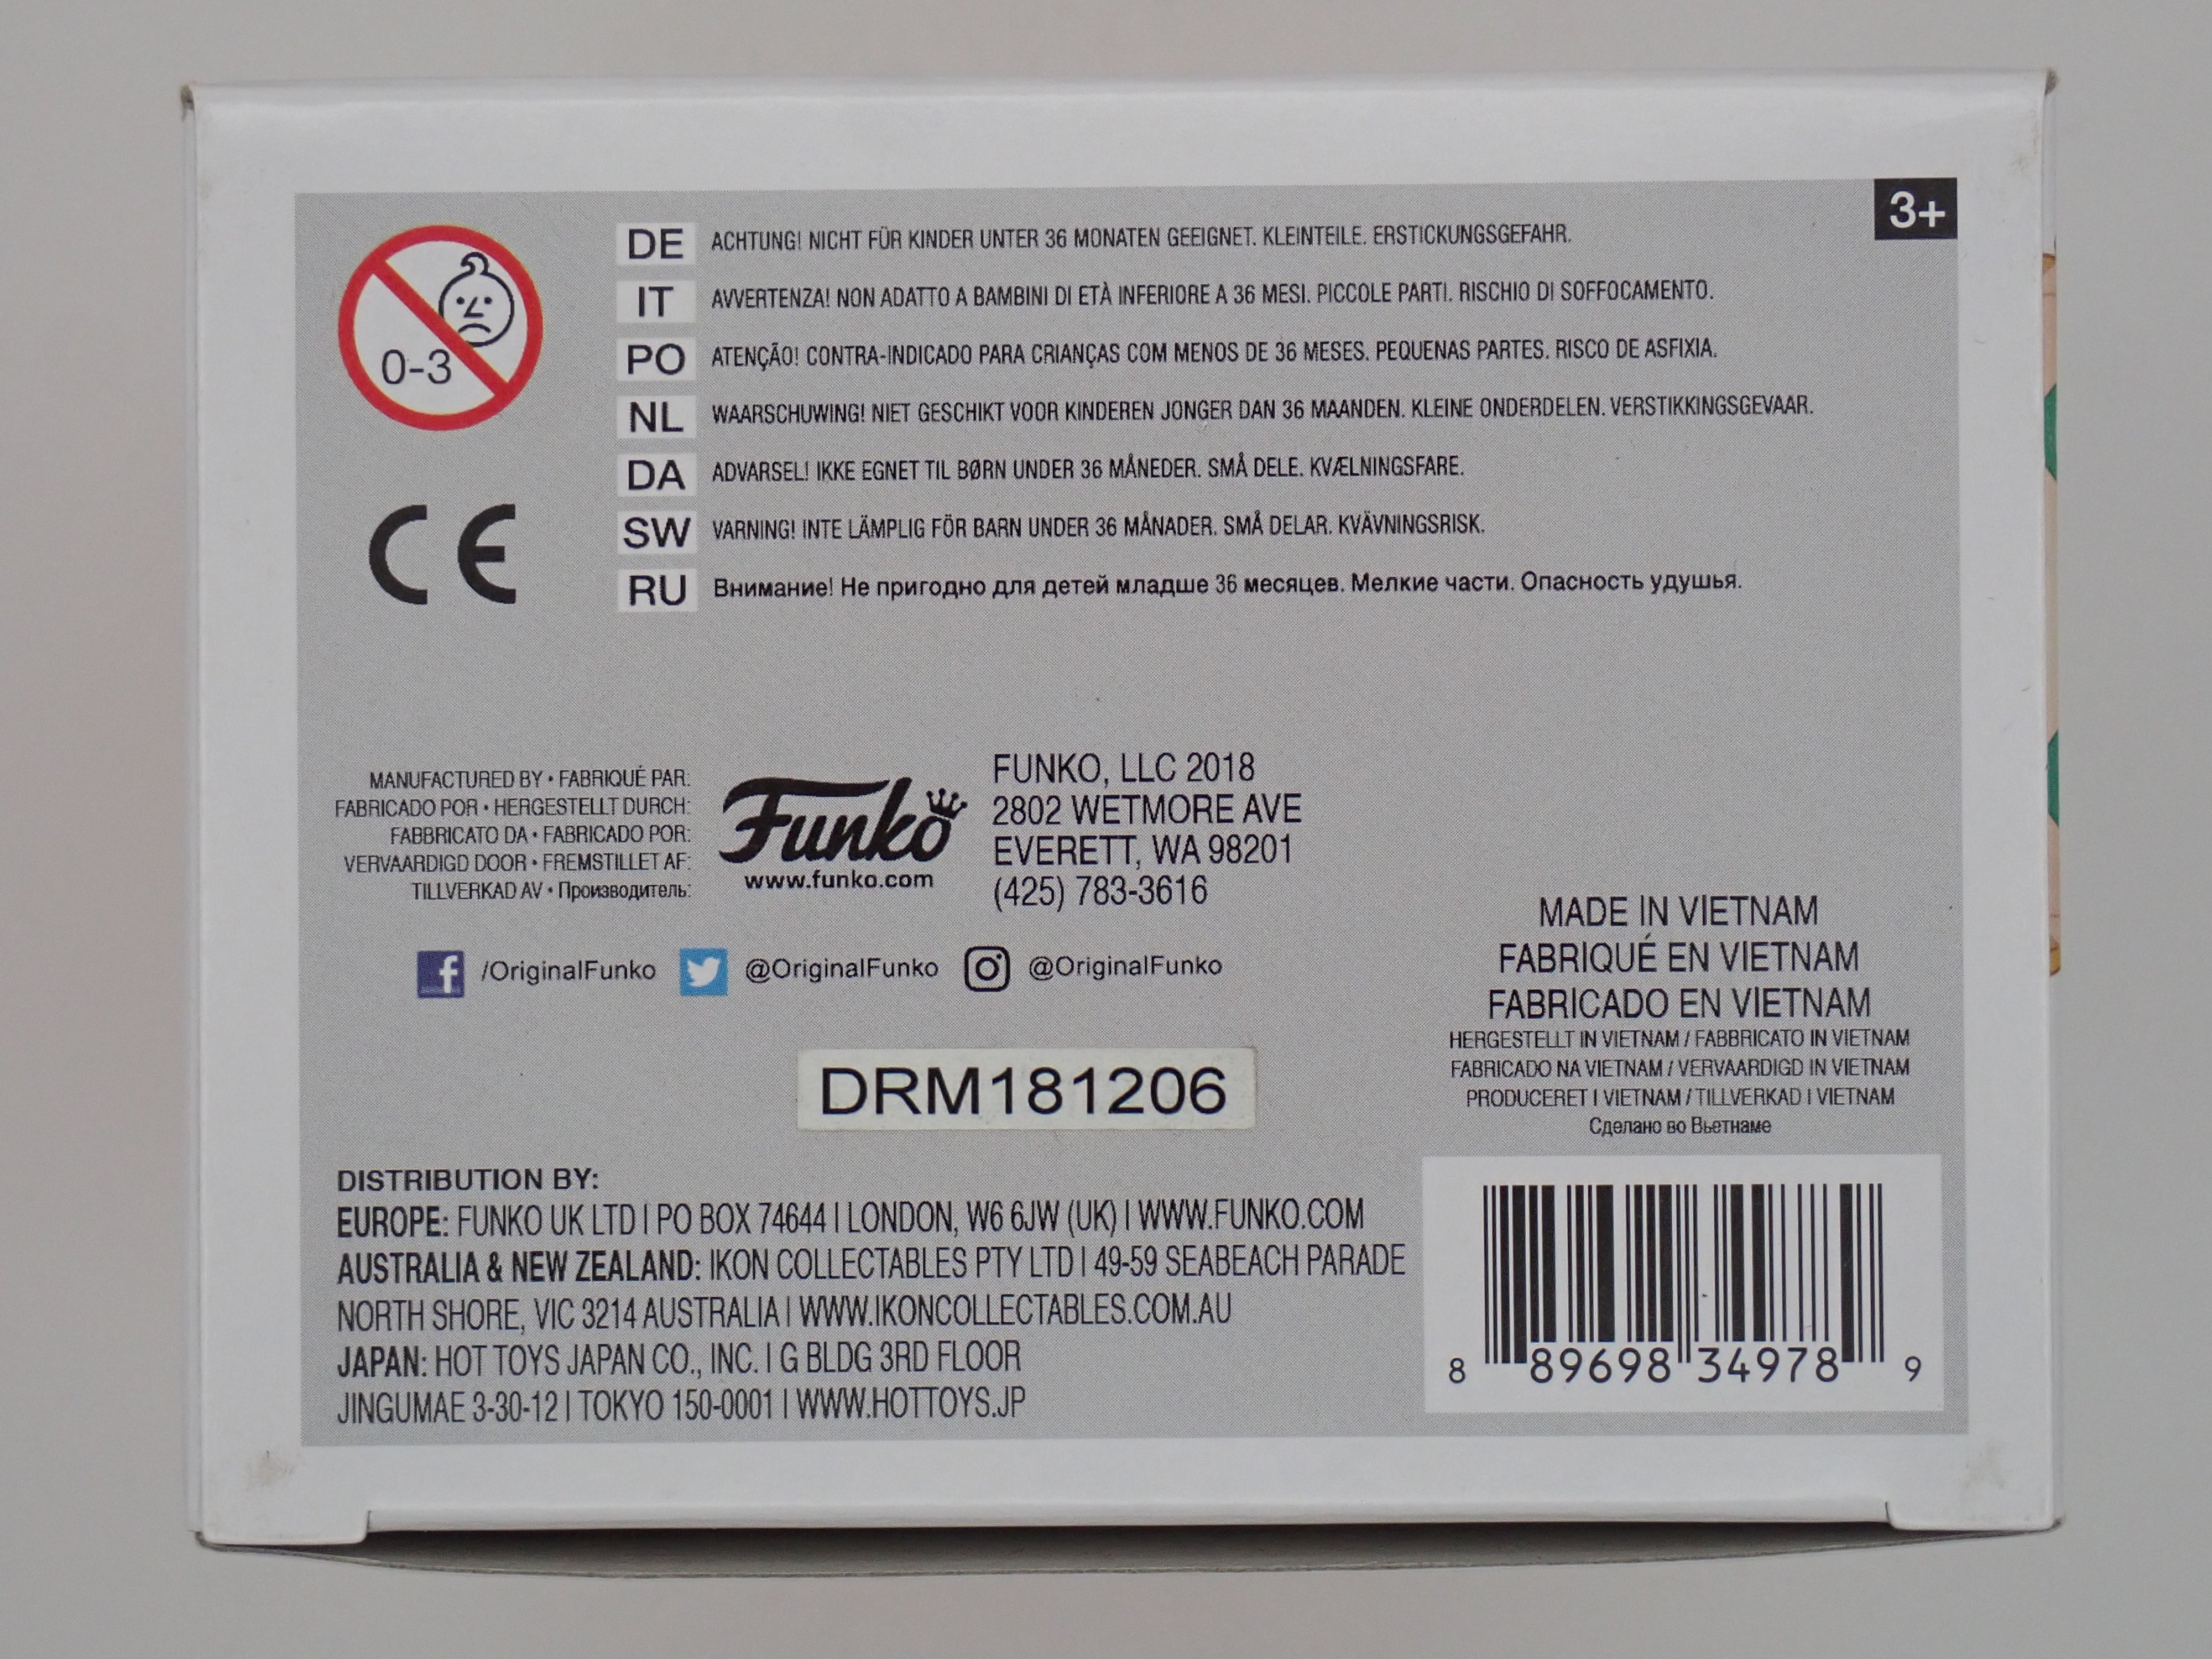 3+
0-3
DE ACHTUNG! NICHT FÜR KINDER UNTER 36 MONATEN GEEIGNET. KLEINTEILE. ERSTICKUNGSGEFAHR.
IT AVVERTENZA! NON ADATTO A BAMBINI DI ETÀ INFERIORE A 36 MESI. PICCOLE PARTI. RISCHIO DI SOFFOCAMENTO.
PO ATENÇÃO! CONTRA-INDICADO PARA CRIANÇAS COM MENOS DE 36 MESES. PEQUENAS PARTES. RISCO DE ASFIXIA.
NL WAARSCHUWING! NIET GESCHIKT VOOR KINDEREN JONGER DAN 36 MAANDEN. KLEINE ONDERDELEN. VERSTIKKINGSGEVAAR.
DA ADVARSEL! IKKE EGNET TIL BØRN UNDER 36 MÅNEDER. SMÅ DELE. KVÆLNINGSFARE.
SW VARNING! INTE LÄMPLIG FÖR BARN UNDER 36 MÅNADER. SMÅ DELAR. KVÄVNINGSRISK.
RU Внимание! Не пригодно для детей младше 36 месяцев. Мелкие части. Опасность удушья.
CE
MANUFACTURED BY • FABRIQUÉ PAR:
FABRICADO POR • HERGESTELLT DURCH:
FABBRICATO DA • FABRICADO POR:
VERVAARDIGD DOOR • FREMSTILLET AF:
TILLVERKAD AV • Производитель:
Funko
www.funko.com
FUNKO, LLC 2018
2802 WETMORE AVE
EVERETT, WA 98201
(425) 783-3616
/OriginalFunko @OriginalFunko @OriginalFunko
MADE IN VIETNAM
FABRIQUÉ EN VIETNAM
FABRICADO EN VIETNAM
HERGESTELLT IN VIETNAM / FABBRICATO IN VIETNAM
FABRICADO NA VIETNAM / VERVAARDIGD IN VIETNAM
PRODUCERET I VIETNAM / TILLVERKAD I VIETNAM
Сделано во Вьетнаме
DRM181206
DISTRIBUTION BY:
EUROPE: FUNKO UK LTD | PO BOX 74644 | LONDON, W6 6JW (UK) | WWW.FUNKO.COM
AUSTRALIA & NEW ZEALAND: IKON COLLECTABLES PTY LTD | 49-59 SEABEACH PARADE
NORTH SHORE, VIC 3214 AUSTRALIA | WWW.IKONCOLLECTABLES.COM.AU
JAPAN: HOT TOYS JAPAN CO., INC. | G BLDG 3RD FLOOR
JINGUMAE 3-30-12 | TOKYO 150-0001 | WWW.HOTTOYS.JP
8 89698 34978 9